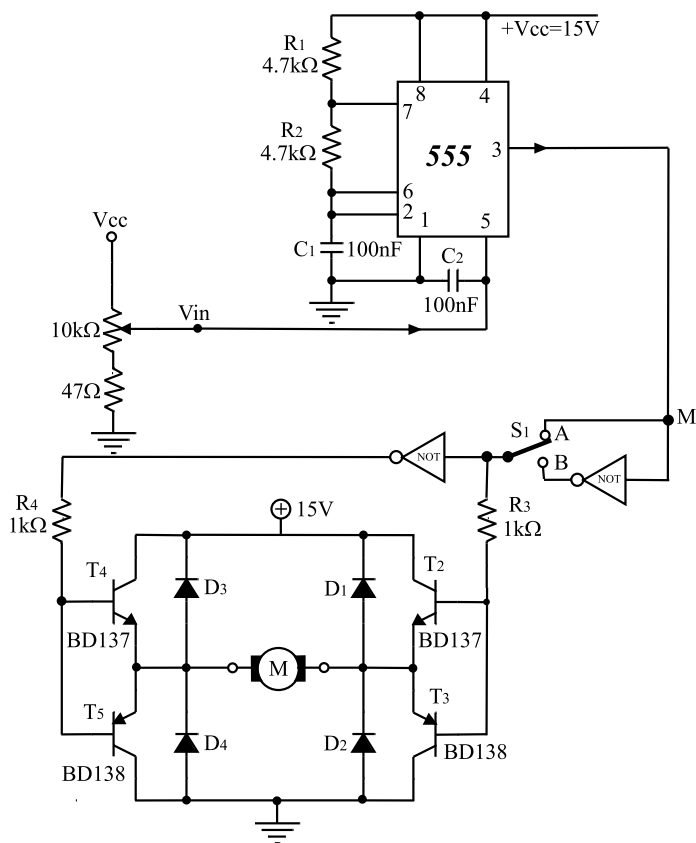 +Vcc=15V
R1
4.7kΩ
8
4
7
R2
4.7kΩ
555
3
6
2
1
5
Vcc
C1
100nF
C2
100nF
Vin
10kΩ
47Ω
M
S1
A
B
NOT
NOT
R4
1kΩ
15V
R3
1kΩ
T4
D3
D1
T2
BD137
BD137
M
T5
T3
D4
D2
BD138
BD138